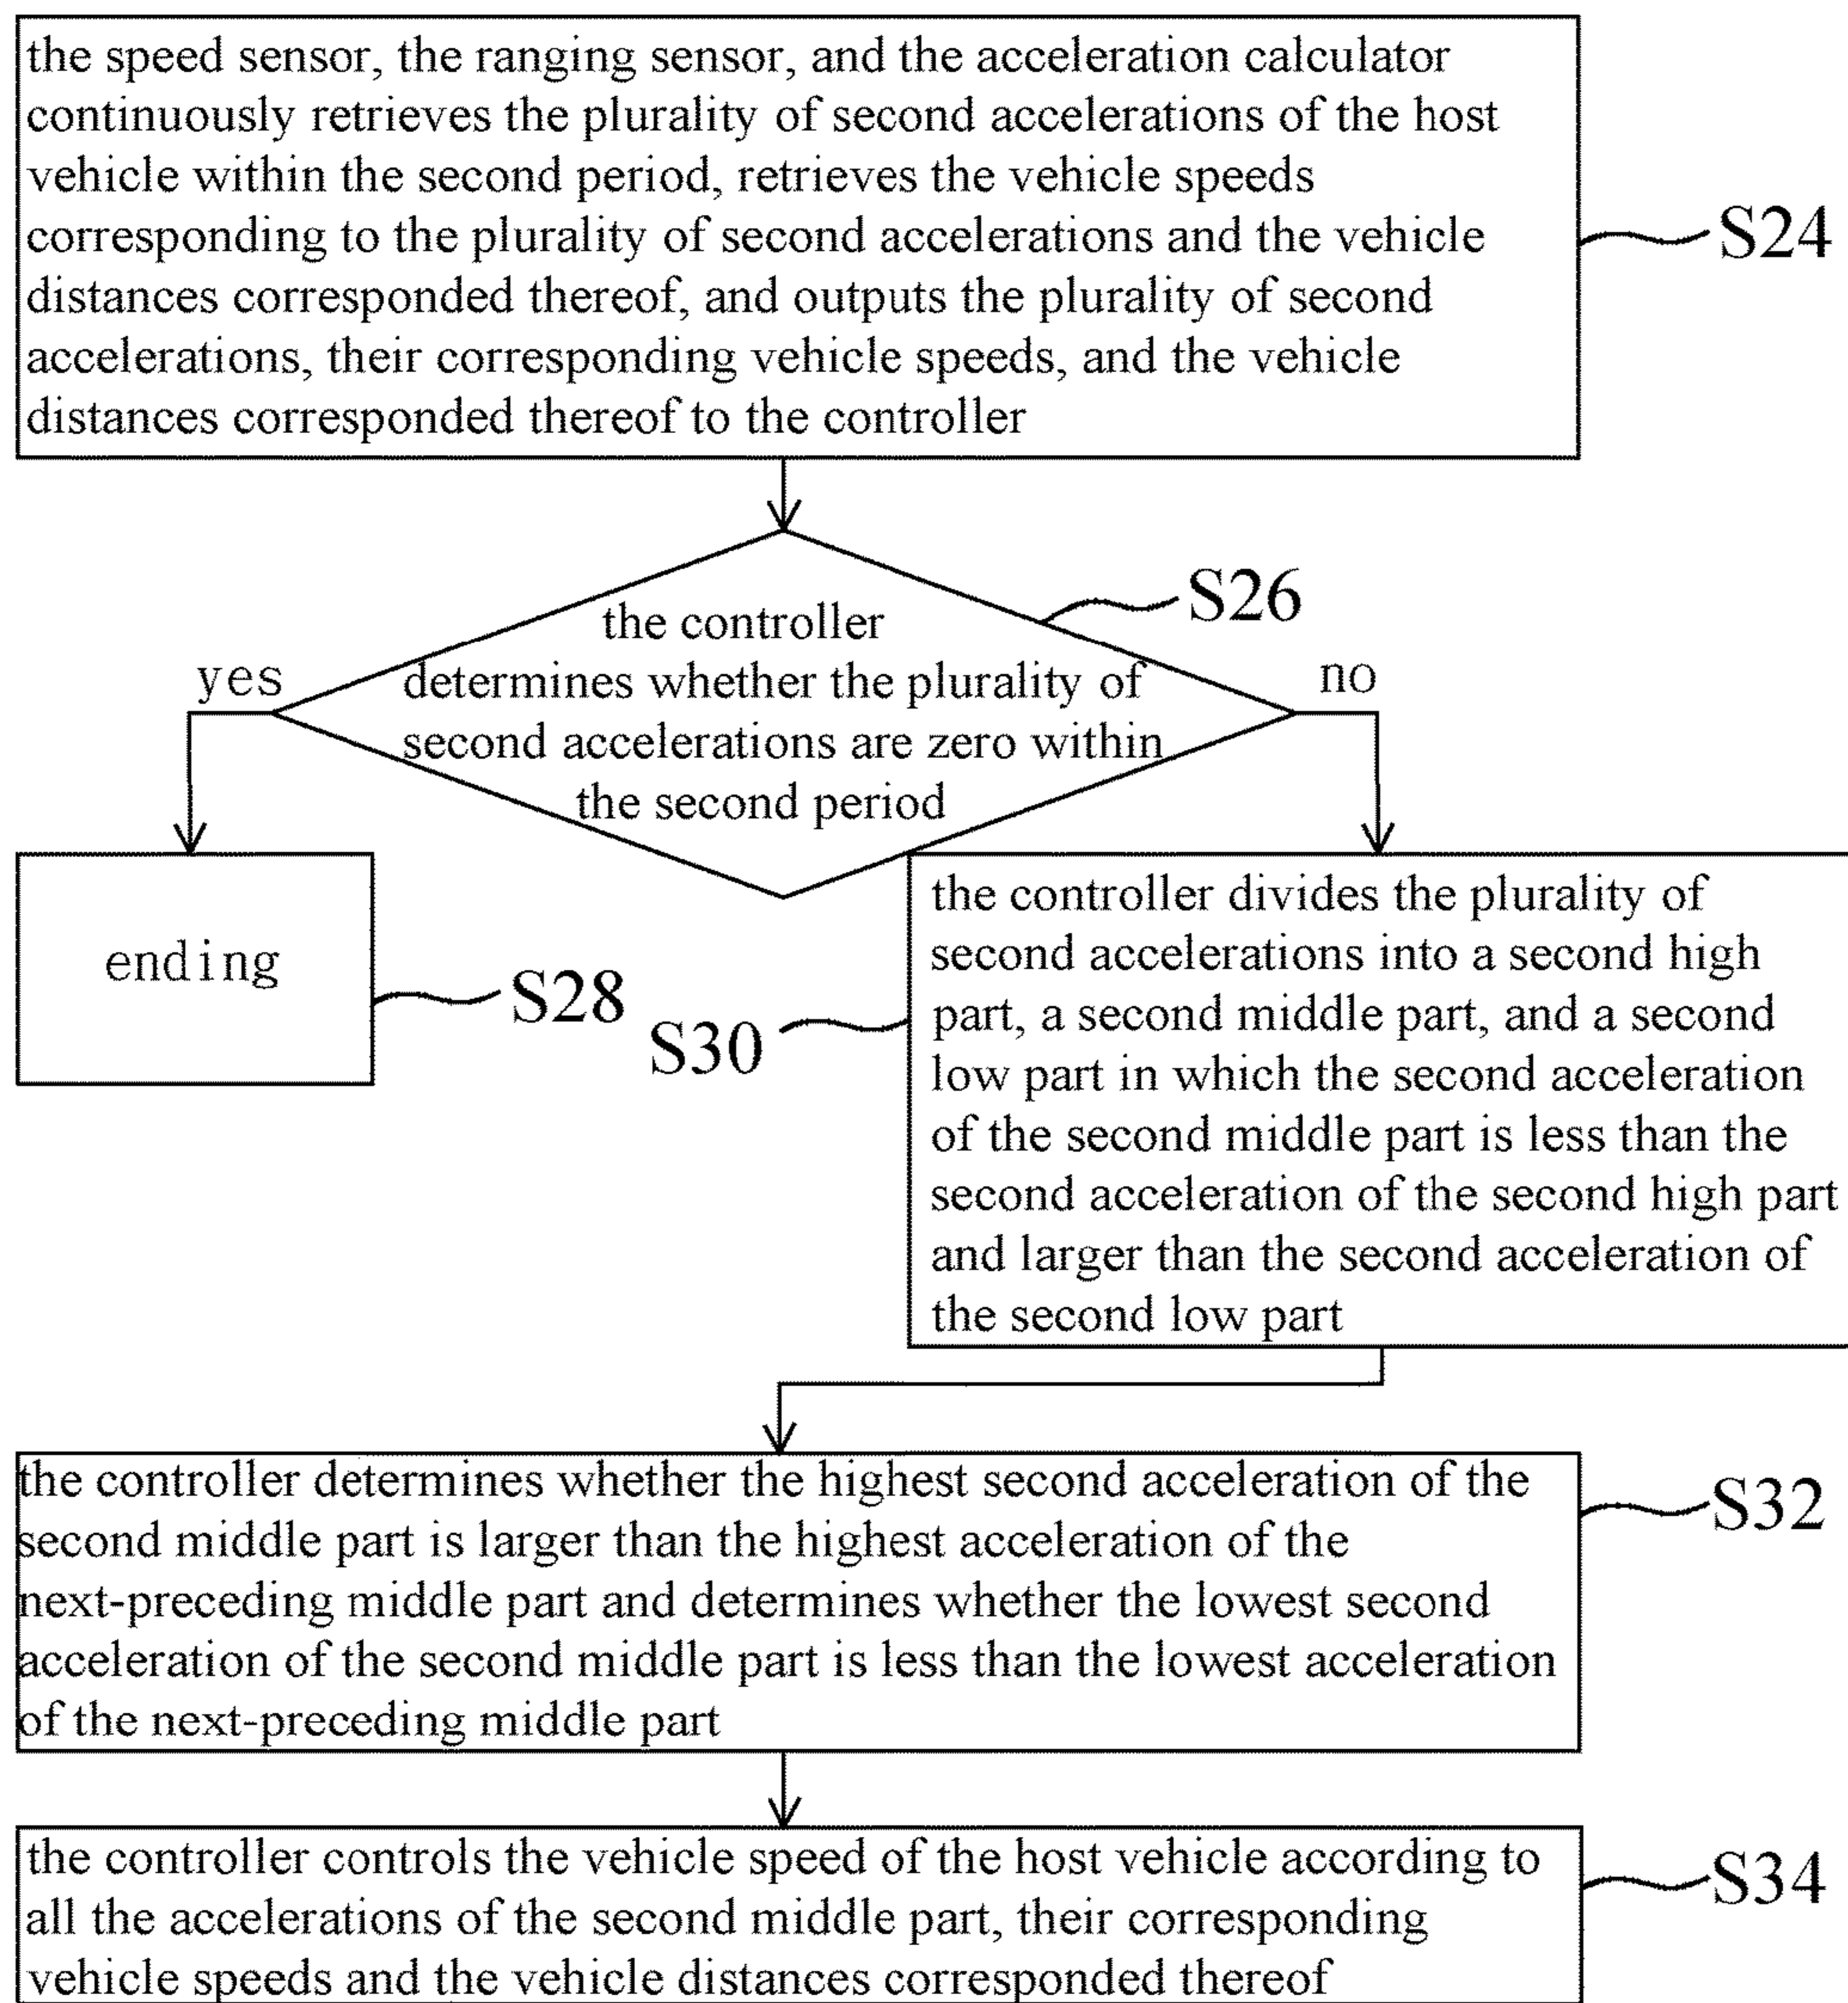 the speed sensor, the ranging sensor, and the acceleration calculator
continuously retrieves the plurality of second accelerations of the host
vehicle within the second period, retrieves the vehicle speeds
corresponding to the plurality of second accelerations and the vehicle
distances corresponded thereof, and outputs the plurality of second
accelerations, their corresponding vehicle speeds, and the vehicle
distances corresponded thereof to the controller
S24
S26
the controller
determines whether the plurality of
second accelerations are zero within
the second period
yes
no
ending
S28
S30
the controller divides the plurality of
second accelerations into a second high
part, a second middle part, and a second
low part in which the second acceleration
of the second middle part is less than the
second acceleration of the second high part
and larger than the second acceleration of
the second low part
the controller determines whether the highest second acceleration of the
second middle part is larger than the highest acceleration of the
next-preceding middle part and determines whether the lowest second
acceleration of the second middle part is less than the lowest acceleration
of the next-preceding middle part
S32
the controller controls the vehicle speed of the host vehicle according to
all the accelerations of the second middle part, their corresponding
vehicle speeds and the vehicle distances corresponded thereof
S34